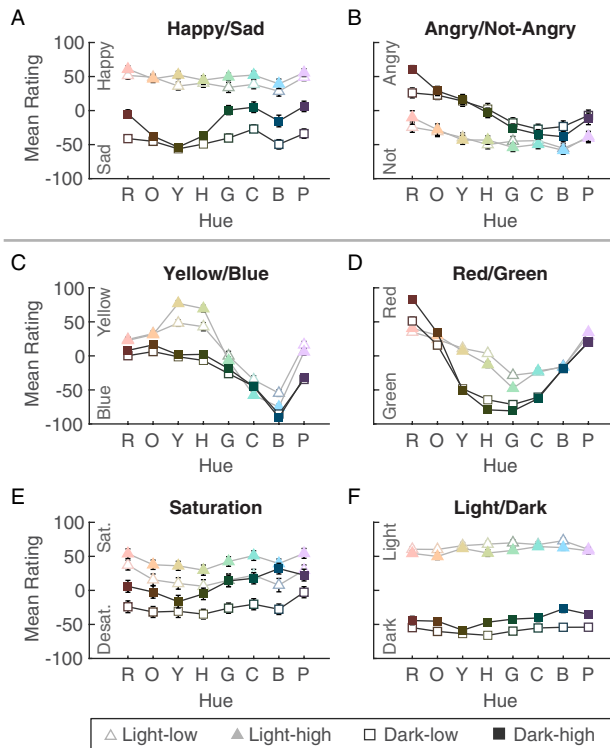 A
Happy/Sad
100
50
0
-50
-100
Mean Rating
Happy
Sad
R O Y H G C B P
Hue
B
Angry/Not-Angry
Angry
Not
R O Y H G C B P
Hue
C
Yellow/Blue
100
50
0
-50
-100
Mean Rating
Yellow
Blue
R O Y H G C B P
Hue
D
Red/Green
Red
Green
R O Y H G C B P
Hue
E
Saturation
100
50
0
-50
-100
Mean Rating
Sat.
Desat.
R O Y H G C B P
Hue
F
Light/Dark
Light
Dark
R O Y H G C B P
Hue
Light-low Light-high Dark-low Dark-high